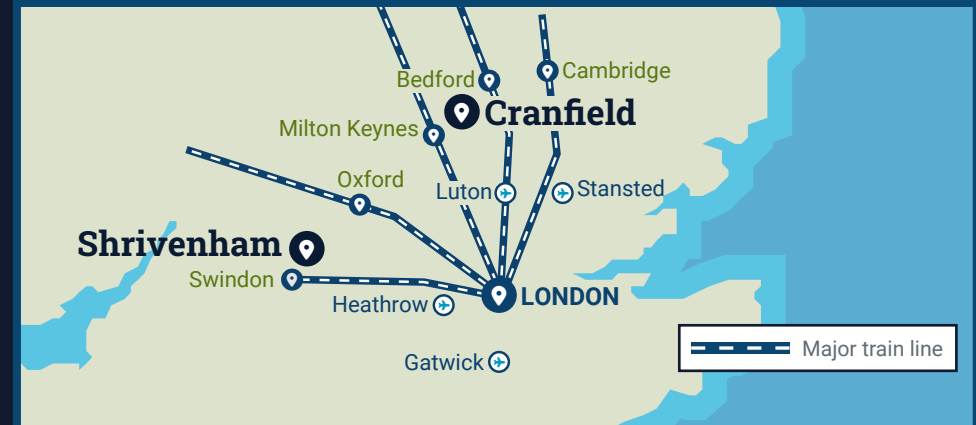 Bedford
Cambridge
Cranfield
Milton Keynes
Oxford
Luton
Stansted
Shrivenham
Swindon
Heathrow
LONDON
Major train line
Gatwick